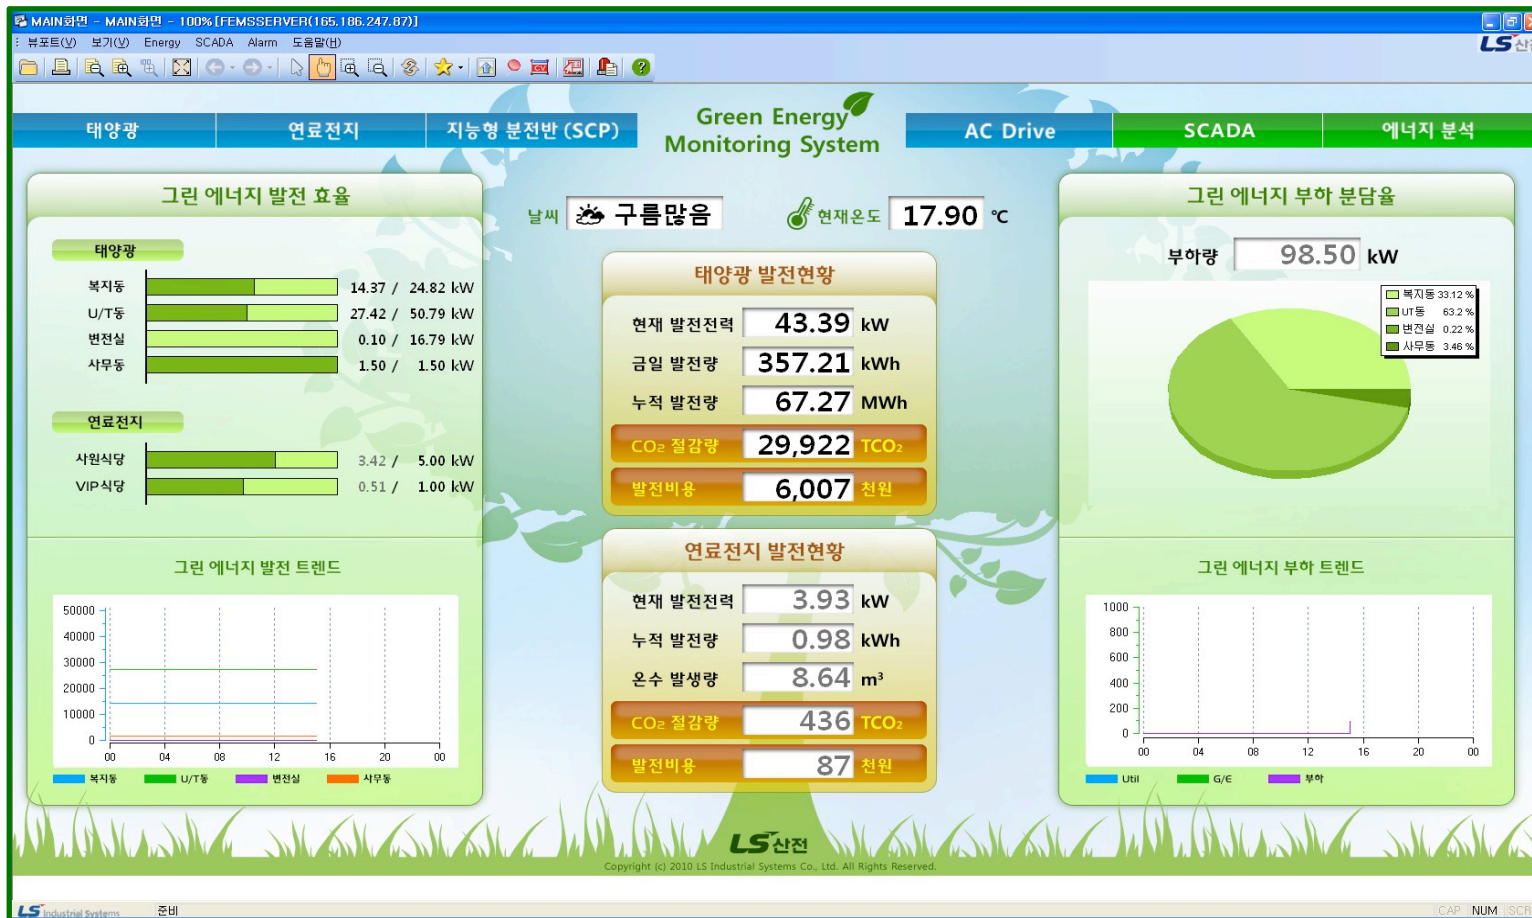 MAIN화면 - MAIN화면 - 100% [FEMSSERVER(165.186.247.87)]
뷰포트(V) 보기(V) Energy SCADA Alarm 도움말(H)
LS산전
CV
태양광 연료전지 지능형 분전반 (SCP)
Green Energy
Monitoring System
AC Drive SCADA 에너지 분석
그린 에너지 발전 효율
태양광
복지동 14.37 / 24.82 kW
U/T동 27.42 / 50.79 kW
변전실 0.10 / 16.79 kW
사무동 1.50 / 1.50 kW
연료전지
사원식당 3.42 / 5.00 kW
VIP식당 0.51 / 1.00 kW
그린 에너지 발전 트렌드
50000
40000
30000
20000
10000
0
00 04 08 12 16 20 00
복지동 U/T동 변전실 사무동
날씨 구름많음 현재온도 17.90 ℃
태양광 발전현황
현재 발전전력 43.39 kW
금일 발전량 357.21 kWh
누적 발전량 67.27 MWh
CO₂ 절감량 29,922 TCO₂
발전비용 6,007 천원
연료전지 발전현황
현재 발전전력 3.93 kW
누적 발전량 0.98 kWh
온수 발생량 8.64 m³
CO₂ 절감량 436 TCO₂
발전비용 87 천원
그린 에너지 부하 분담율
부하량 98.50 kW
복지동 33.12 %
UT동 63.2 %
변전실 0.22 %
사무동 3.46 %
그린 에너지 부하 트렌드
1000
800
600
400
200
0
00 04 08 12 16 20 00
Util G/E 부하
LS산전
Copyright (c) 2010 LS Industrial Systems Co., Ltd. All Rights Reserved.
LS Industrial Systems 준비 CAP NUM SCR